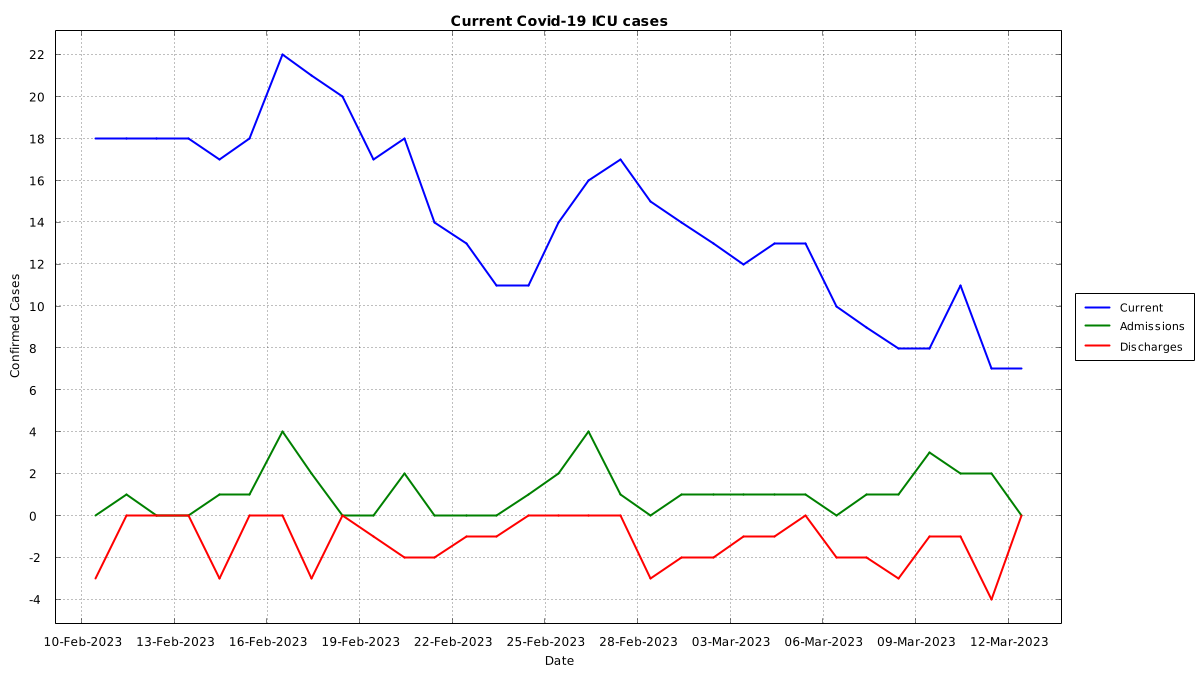 Current Covid-19 ICU cases
Confirmed Cases
22
20
18
16
14
12
10
8
6
4
2
0
-2
-4
10-Feb-2023 13-Feb-2023 16-Feb-2023 19-Feb-2023 22-Feb-2023 25-Feb-2023 28-Feb-2023 03-Mar-2023 06-Mar-2023 09-Mar-2023 12-Mar-2023
Date
Current
Admissions
Discharges